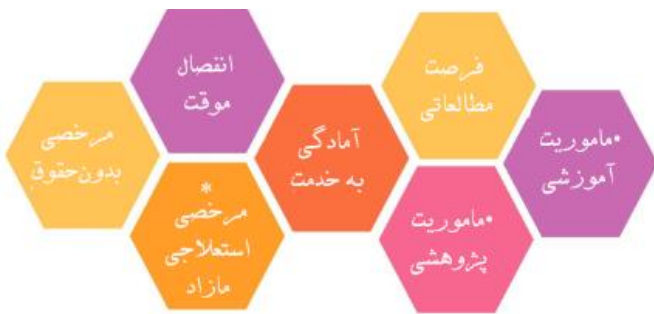 •ماموریت
آموزشی
فرصت
مطالعاتی
•ماموریت
پژوهشی
آمادگی
به خدمت
انفصال
موقت
*
مرخصی
استعلاجی
مازاد
مرخصی
بدون‌حقوق